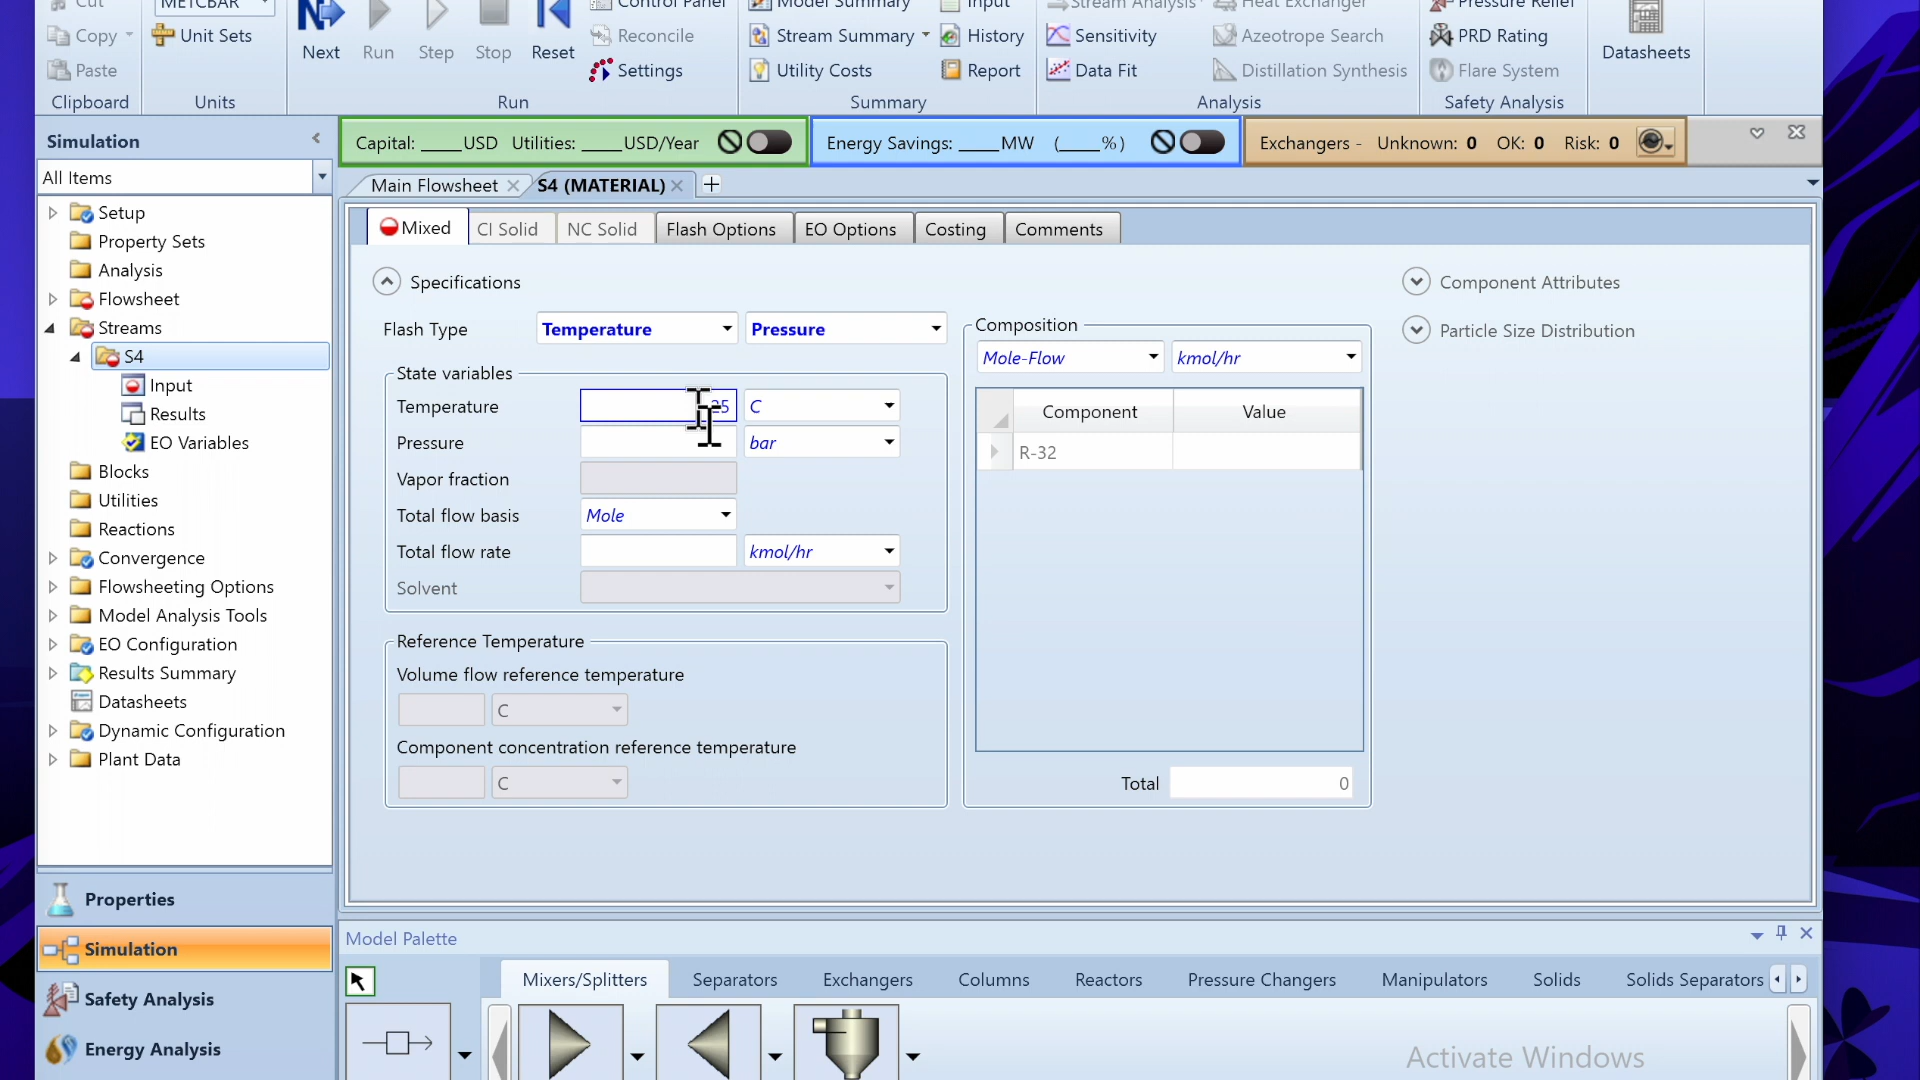 Cut
METCBAR
Control Panel
Model Summary
Input
Stream Analysis
Heat Exchanger
Pressure Relief
Copy
Unit Sets
Next
Run
Step
Stop
Reset
Reconcile
Stream Summary
History
Sensitivity
Azeotrope Search
PRD Rating
Datasheets
Paste
Settings
Utility Costs
Report
Data Fit
Distillation Synthesis
Flare System
Clipboard
Units
Run
Summary
Analysis
Safety Analysis
Simulation
Capital: ____ USD Utilities: ____ USD/Year
Energy Savings: ____ MW (____%)
Exchangers - Unknown: 0 OK: 0 Risk: 0
All Items
Main Flowsheet
S4 (MATERIAL)
Setup
Property Sets
Analysis
Flowsheet
Streams
S4
Input
Results
EO Variables
Blocks
Utilities
Reactions
Convergence
Flowsheeting Options
Model Analysis Tools
EO Configuration
Results Summary
Datasheets
Dynamic Configuration
Plant Data
Properties
Simulation
Safety Analysis
Energy Analysis
Mixed
CI Solid
NC Solid
Flash Options
EO Options
Costing
Comments
Specifications
Flash Type
Temperature
Pressure
State variables
Temperature
25
C
Pressure
bar
Vapor fraction
Total flow basis
Mole
Total flow rate
kmol/hr
Solvent
Reference Temperature
Volume flow reference temperature
C
Component concentration reference temperature
C
Composition
Mole-Flow
kmol/hr
Component
Value
R-32
Total
0
Component Attributes
Particle Size Distribution
Model Palette
Mixers/Splitters
Separators
Exchangers
Columns
Reactors
Pressure Changers
Manipulators
Solids
Solids Separators
Activate Windows